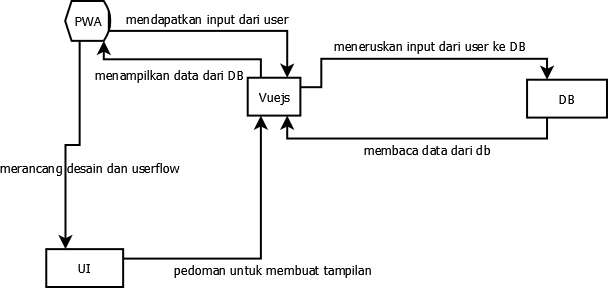 PWA
mendapatkan input dari user
meneruskan input dari user ke DB
menampilkan data dari DB
Vuejs
DB
membaca data dari db
merancang desain dan userflow
UI
pedoman untuk membuat tampilan